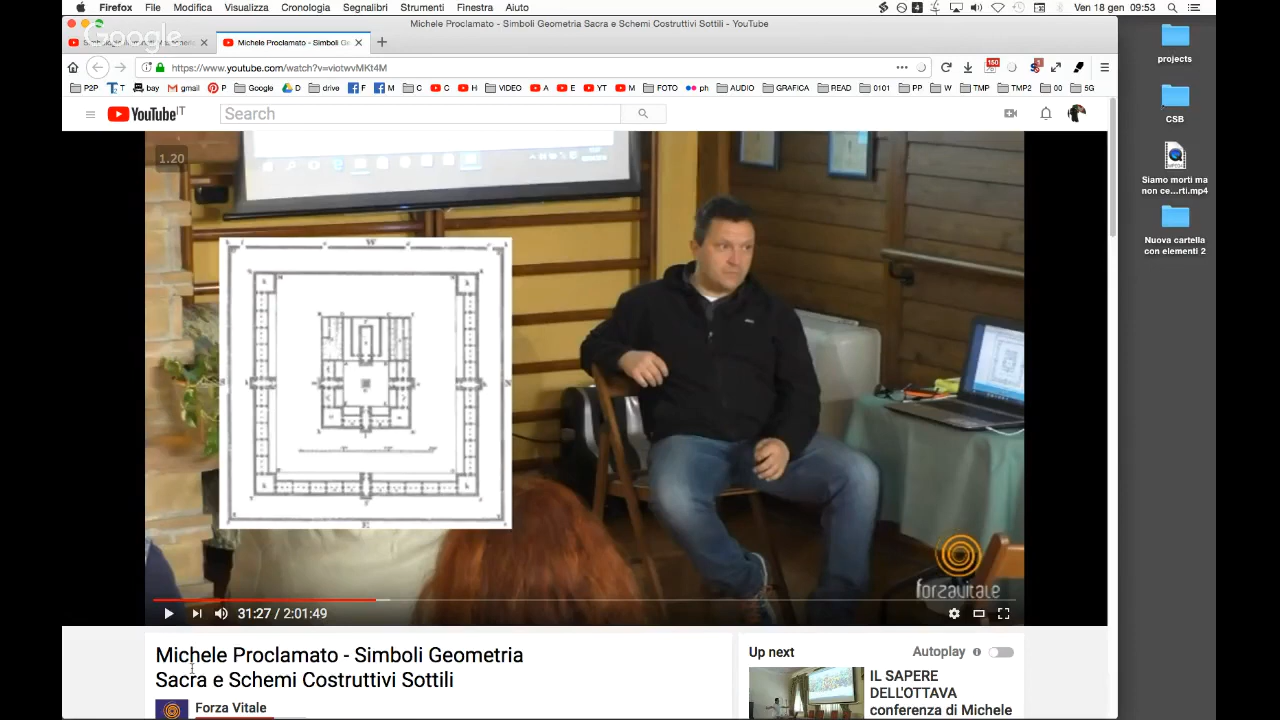 Firefox File Modifica Visualizza Cronologia Segnalibri Strumenti Finestra Aiuto
4
Ven 18 gen 09:53
Michele Proclamato - Simboli Geometria Sacra e Schemi Costruttivi Sottili - YouTube
Google
Michele Proclamato - Simboli Ge
https://www.youtube.com/watch?v=viotwvMKt4M
150
1
P2P T bay gmail P Google D drive F M C H VIDEO A E YT M FOTO ph AUDIO GRAFICA READ 0101 PP W TMP TMP2 00 5G
YouTube IT
Search
1.20
W
E
forzavitale
31:27 / 2:01:49
Michele Proclamato - Simboli Geometria
Sacra e Schemi Costruttivi Sottili
Forza Vitale
Up next
Autoplay
IL SAPERE
DELL'OTTAVA
conferenza di Michele
projects
CSB
Siamo morti ma
non ce...rti.mp4
Nuova cartella
con elementi 2